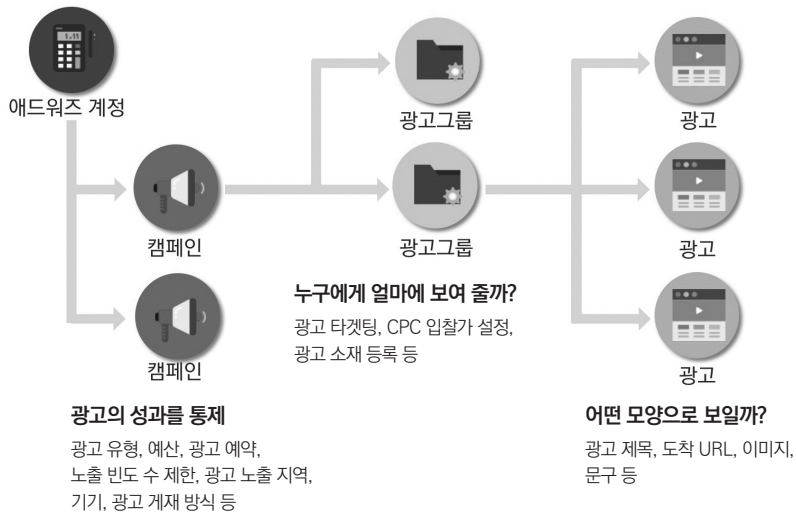 1.11
애드워즈 계정
광고그룹
광고
캠페인
광고그룹
광고
캠페인
누구에게 얼마에 보여 줄까?
광고 타겟팅, CPC 입찰가 설정,
광고 소재 등록 등
광고
광고의 성과를 통제
광고 유형, 예산, 광고 예약,
노출 빈도 수 제한, 광고 노출 지역,
기기, 광고 게재 방식 등
어떤 모양으로 보일까?
광고 제목, 도착 URL, 이미지,
문구 등